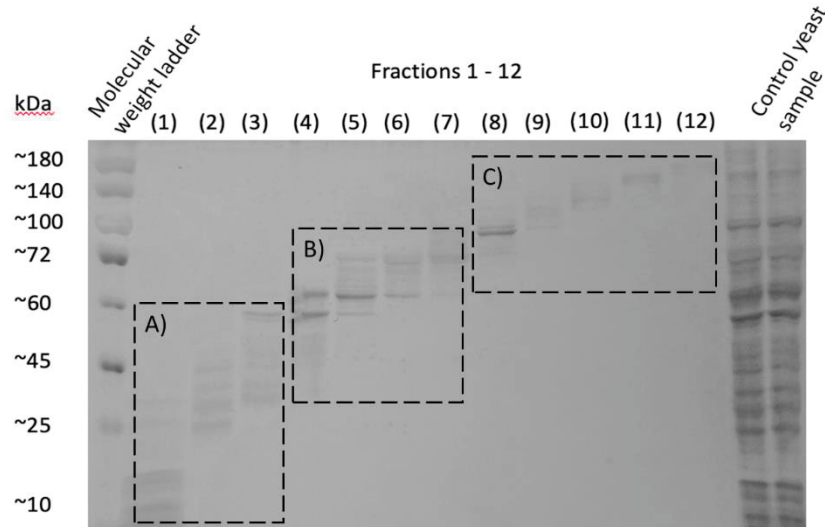 Fractions 1 - 12
kDa
Molecular
weight ladder
(1) (2) (3) (4) (5) (6) (7) (8) (9) (10) (11) (12)
Control yeast
sample
~180
~140
~100
~72
~60
~45
~25
~10
A)
B)
C)